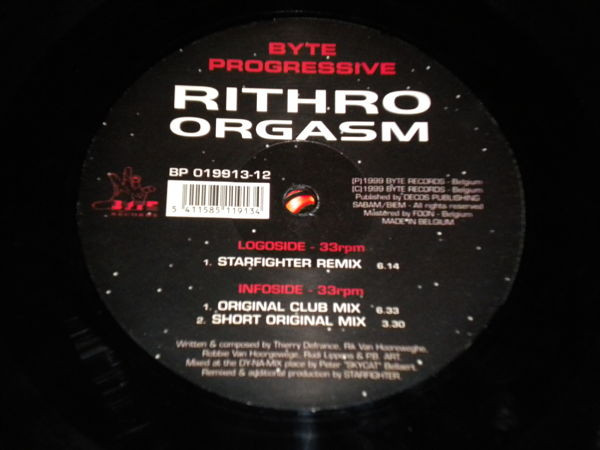 BYTE
PROGRESSIVE
RITHRO
ORGASM
BP 019913-12
5 411585 119134
Byte
RECORDS
(P)1999 BYTE RECORDS - Belgium
(C)1999 BYTE RECORDS - Belgium
Published by DECOS PUBLISHING
SABAM/BIEM - All rights reserved
Mastered by FOON - Belgium
MADE IN BELGIUM
LOGOSIDE - 33rpm
1. STARFIGHTER REMIX 6.14
INFOSIDE - 33rpm
1. ORIGINAL CLUB MIX 6.33
2. SHORT ORIGINAL MIX 3.30
Written & composed by Thierry Defrance, Rik Van Hooreweghe,
Robbie Van Hoorgewege, Rudi Lippens & P.B. ART.
Mixed at the DY-NA-MIX place by Peter "SKYCAT" Bellaert.
Remixed & additional production by STARFIGHTER.